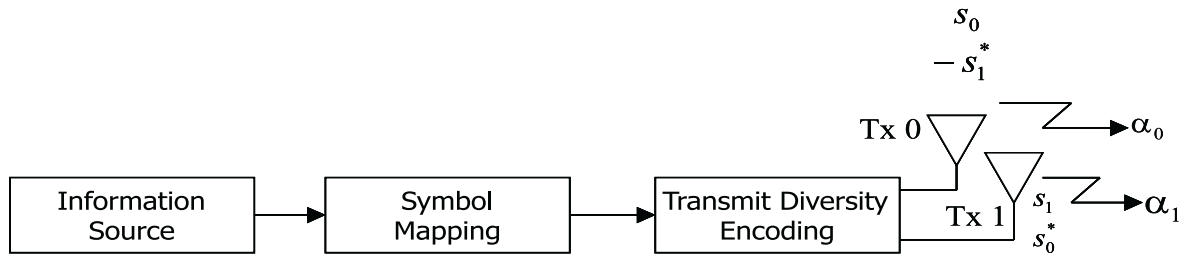 s₀
− s₁*
Tx 0
α₀
Information
Source
Symbol
Mapping
Transmit Diversity
Encoding
Tx 1
s₁
s₀*
α₁